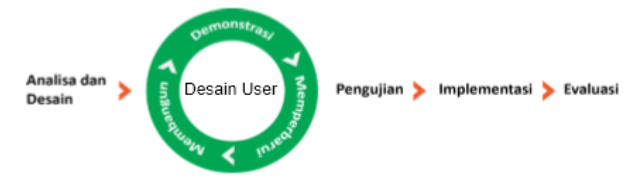 Demonstrasi
Analisa dan
Desain
Desain User
Membangun
Memperbarui
Pengujian
Implementasi
Evaluasi